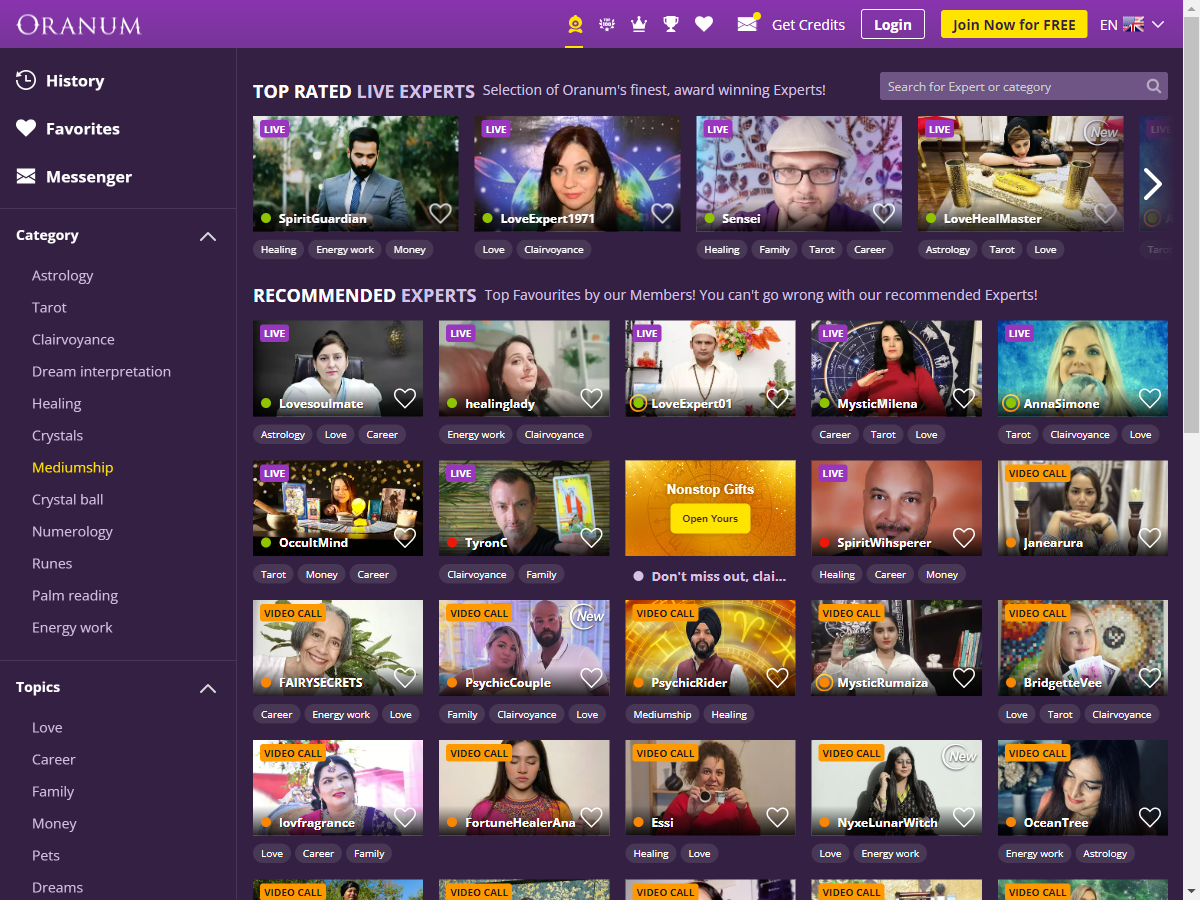 ORANUM
Get Credits
Login
Join Now for FREE
EN
History
Favorites
Messenger
Category
Astrology
Tarot
Clairvoyance
Dream interpretation
Healing
Crystals
Mediumship
Crystal ball
Numerology
Runes
Palm reading
Energy work
Topics
Love
Career
Family
Money
Pets
Dreams
TOP RATED LIVE EXPERTS Selection of Oranum's finest, award winning Experts!
Search for Expert or category
LIVE
SpiritGuardian
Healing Energy work Money
LIVE
LoveExpert1971
Love Clairvoyance
LIVE
Sensei
Healing Family Tarot Career
LIVE
New
LoveHealMaster
Astrology Tarot Love
LIVE
RECOMMENDED EXPERTS Top Favourites by our Members! You can't go wrong with our recommended Experts!
LIVE
Lovesoulmate
Astrology Love Career
LIVE
healinglady
Energy work Clairvoyance
LIVE
LoveExpert01
LIVE
MysticMilena
Career Tarot Love
LIVE
AnnaSimone
Tarot Clairvoyance Love
LIVE
OccultMind
Tarot Money Career
LIVE
TyronC
Clairvoyance Family
Nonstop Gifts
Open Yours
Don't miss out, clai...
LIVE
SpiritWihsperer
Healing Career Money
VIDEO CALL
Janearura
VIDEO CALL
FAIRYSECRETS
Career Energy work Love
VIDEO CALL
New
PsychicCouple
Family Clairvoyance Love
VIDEO CALL
PsychicRider
Mediumship Healing
VIDEO CALL
MysticRumaiza
VIDEO CALL
BridgetteVee
Love Tarot Clairvoyance
VIDEO CALL
lovfragrance
Love Career Family
VIDEO CALL
FortuneHealerAna
VIDEO CALL
Essi
Healing Love
VIDEO CALL
New
NyxeLunarWitch
Love Energy work
VIDEO CALL
OceanTree
Energy work Astrology
VIDEO CALL
VIDEO CALL
VIDEO CALL
VIDEO CALL
VIDEO CALL